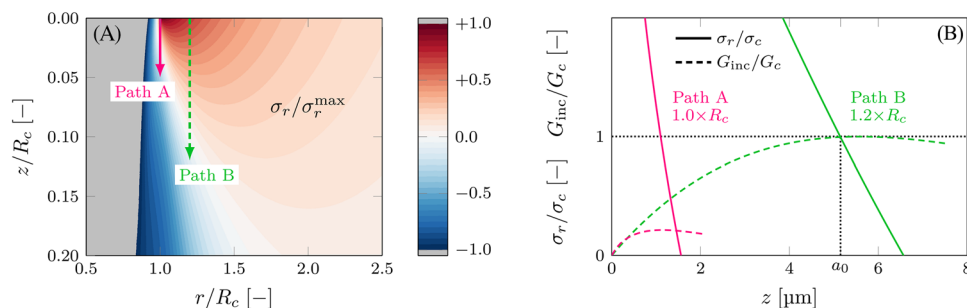 (A)
Path A
Path B
σ_r/σ_r^max
0.00
0.05
0.10
0.15
0.20
z/R_c [−]
0.5
1.0
1.5
2.0
2.5
r/R_c [−]
+1.0
+0.5
0.0
−0.5
−1.0
(B)
σ_r/σ_c
G_inc/G_c
Path A
1.0×R_c
Path B
1.2×R_c
σ_r/σ_c [−] G_inc/G_c [−]
1
0
0
2
4
a_0
6
8
z [µm]